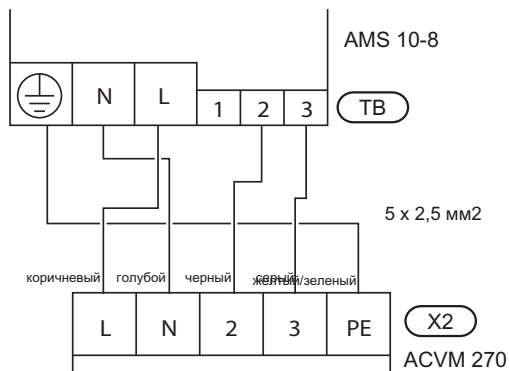 AMS 10-8
N L 1 2 3 TB
5 x 2,5 мм2
коричневый голубой черный серый желтый/зеленый
L N 2 3 PE X2
ACVM 270